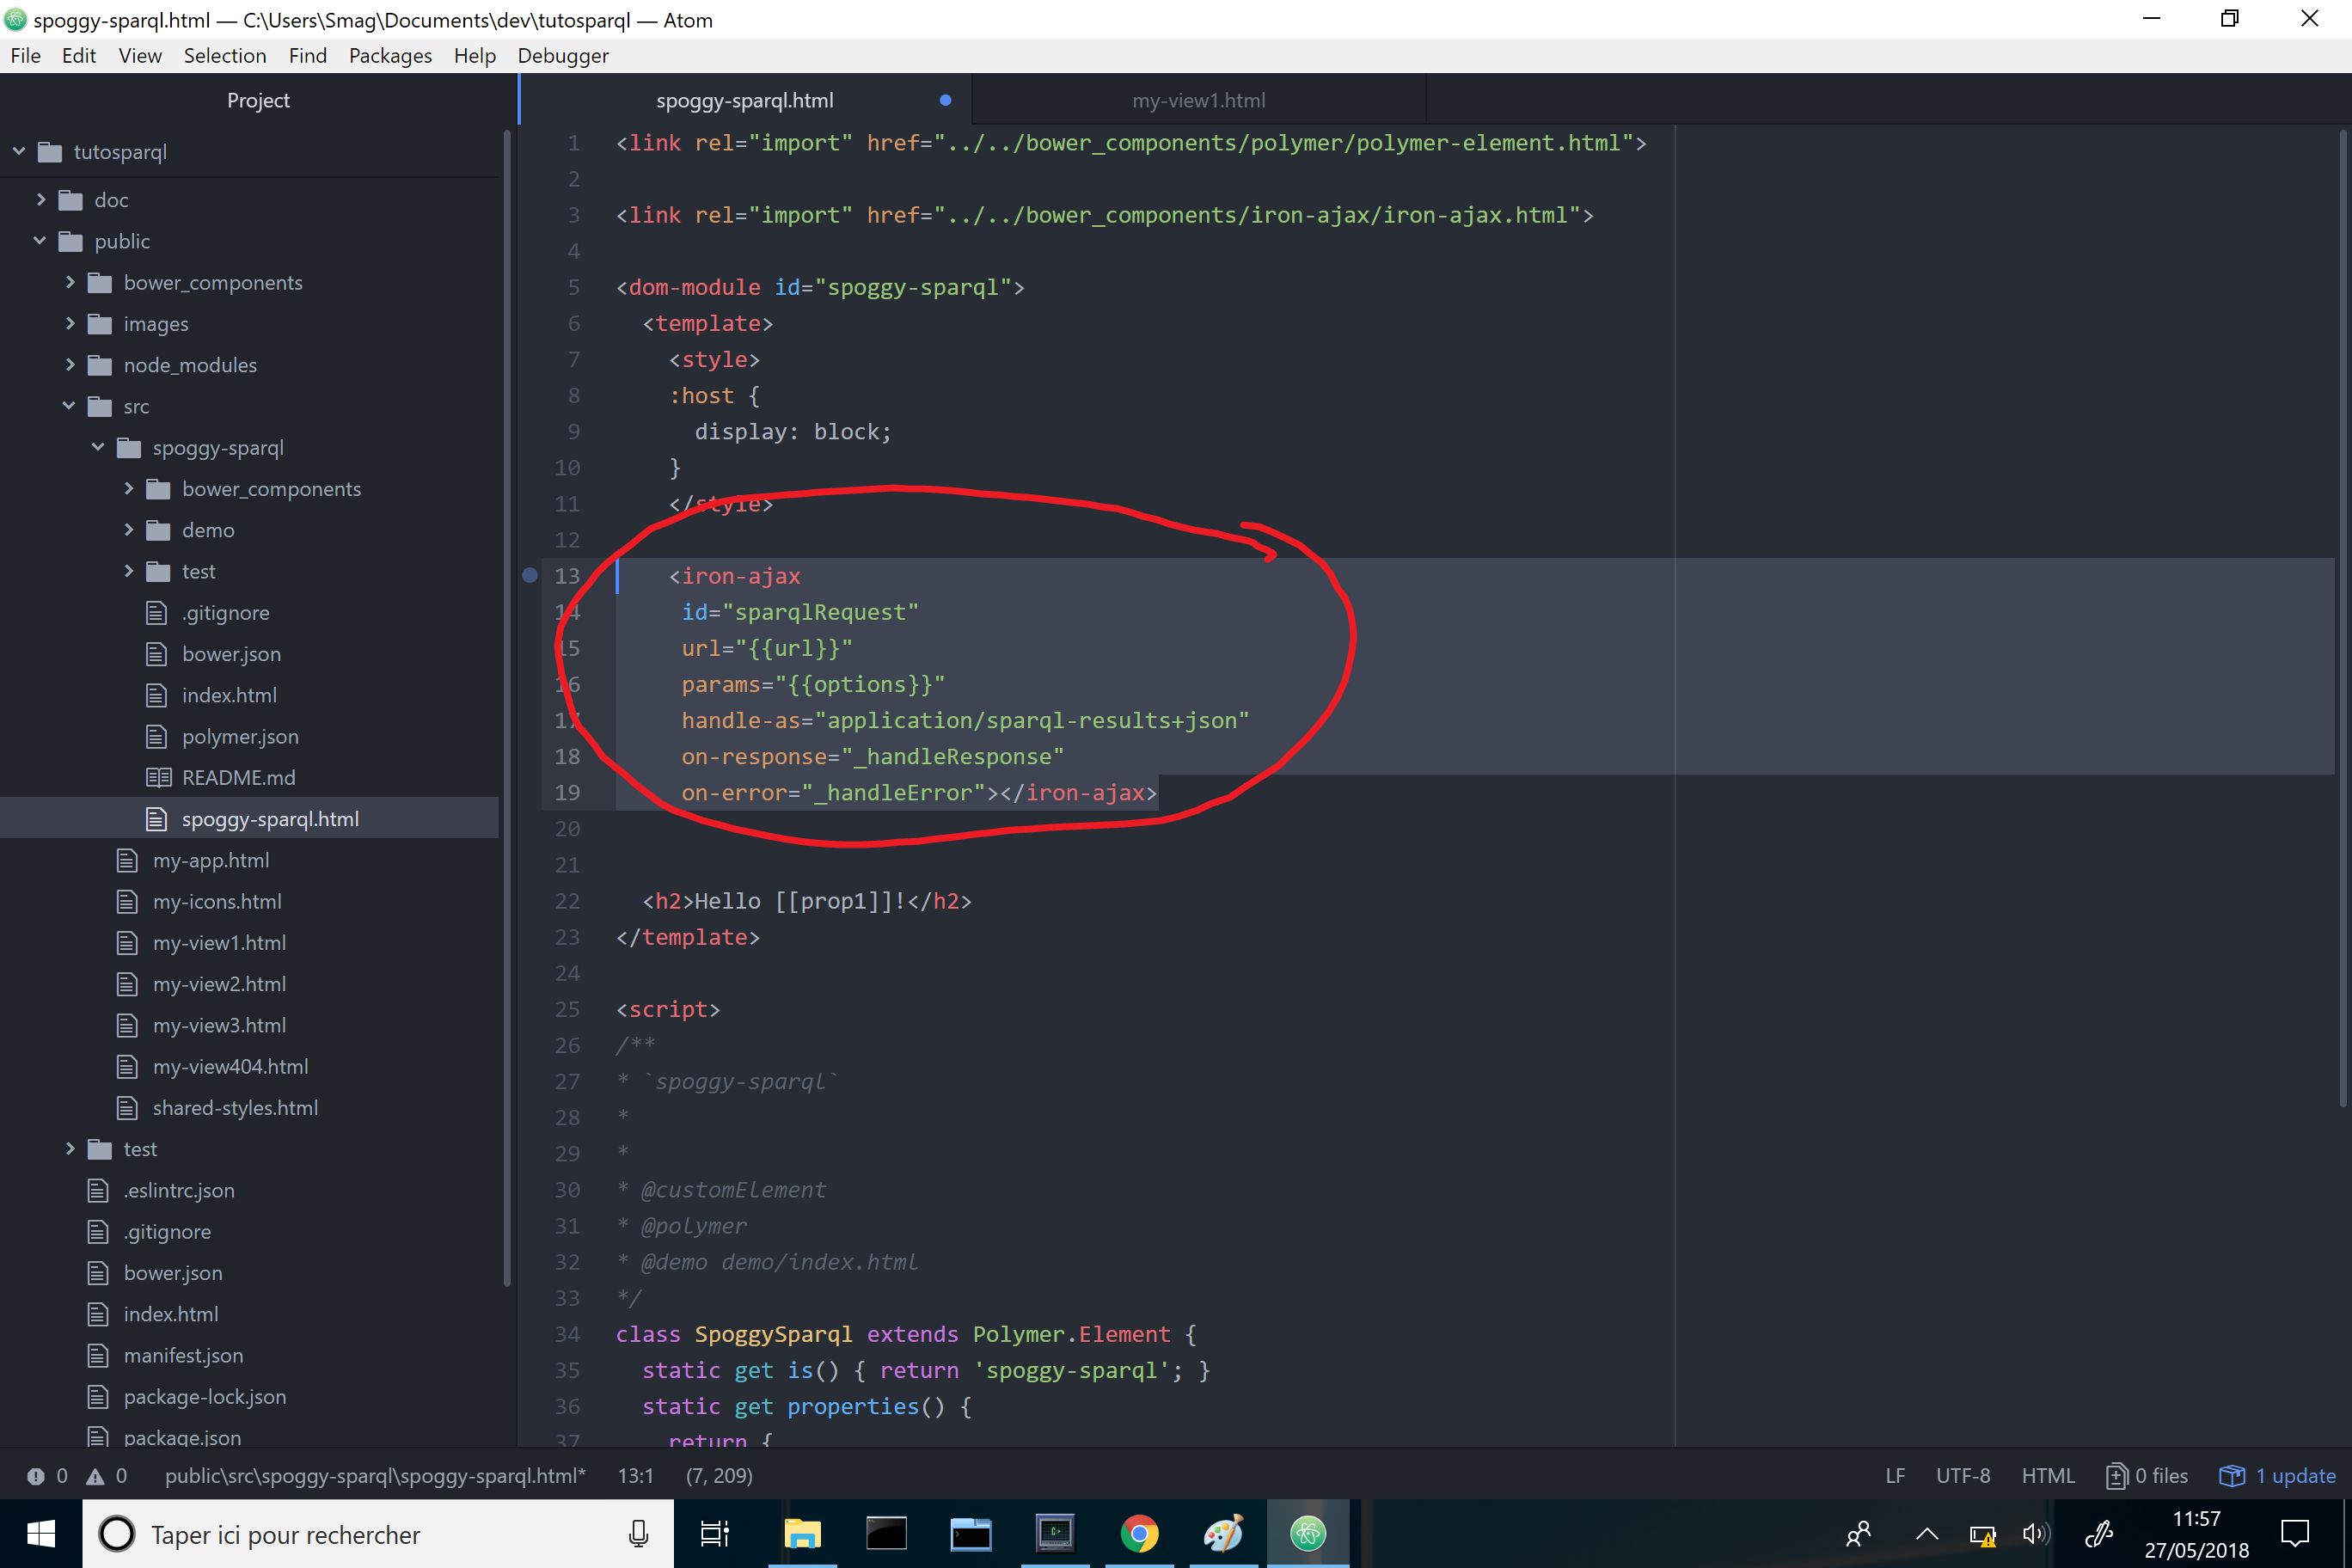 spoggy-sparql.html — C:\Users\Smag\Documents\dev\tutosparql — Atom
File Edit View Selection Find Packages Help Debugger
Project
tutosparql
doc
public
bower_components
images
node_modules
src
spoggy-sparql
bower_components
demo
test
.gitignore
bower.json
index.html
polymer.json
README.md
spoggy-sparql.html
my-app.html
my-icons.html
my-view1.html
my-view2.html
my-view3.html
my-view404.html
shared-styles.html
test
.eslintrc.json
.gitignore
bower.json
index.html
manifest.json
package-lock.json
package.json
spoggy-sparql.html my-view1.html
1 <link rel="import" href="../../bower_components/polymer/polymer-element.html">
2
3 <link rel="import" href="../../bower_components/iron-ajax/iron-ajax.html">
4
5 <dom-module id="spoggy-sparql">
6 <template>
7 <style>
8 :host {
9 display: block;
10 }
11 </style>
12
13 <iron-ajax
14 id="sparqlRequest"
15 url="{{url}}"
16 params="{{options}}"
17 handle-as="application/sparql-results+json"
18 on-response="_handleResponse"
19 on-error="_handleError"></iron-ajax>
20
21
22 <h2>Hello [[prop1]]!</h2>
23 </template>
24
25 <script>
26 /**
27 * `spoggy-sparql`
28 *
29 *
30 * @customElement
31 * @polymer
32 * @demo demo/index.html
33 */
34 class SpoggySparql extends Polymer.Element {
35 static get is() { return 'spoggy-sparql'; }
36 static get properties() {
37 return {
0 0 public\src\spoggy-sparql\spoggy-sparql.html* 13:1 (7, 209) LF UTF-8 HTML 0 files 1 update
Taper ici pour rechercher
11:57
27/05/2018